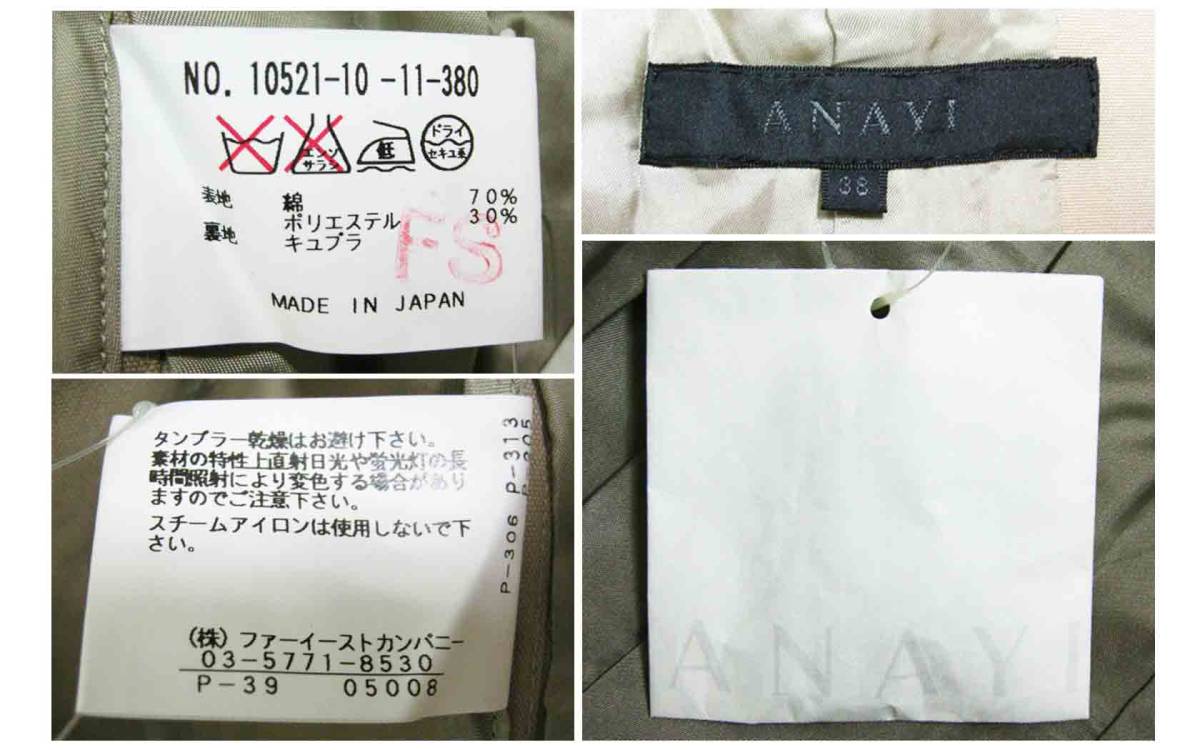 NO. 10521-10 -11-380
エンソ
サラシ
低
ドライ
セキユ系
表地 綿 70%
ポリエステル 30%
裏地 キュプラ
FS
MADE IN JAPAN
ANAYI
38
タンブラー乾燥はお避け下さい。
素材の特性上直射日光や蛍光灯の長
時間照射により変色する場合があり
ますのでご注意下さい。
スチームアイロンは使用しないで下
さい。
P-306 P-313
(株) ファーイーストカンパニー
03-5771-8530
P-39 05008
ANAYI